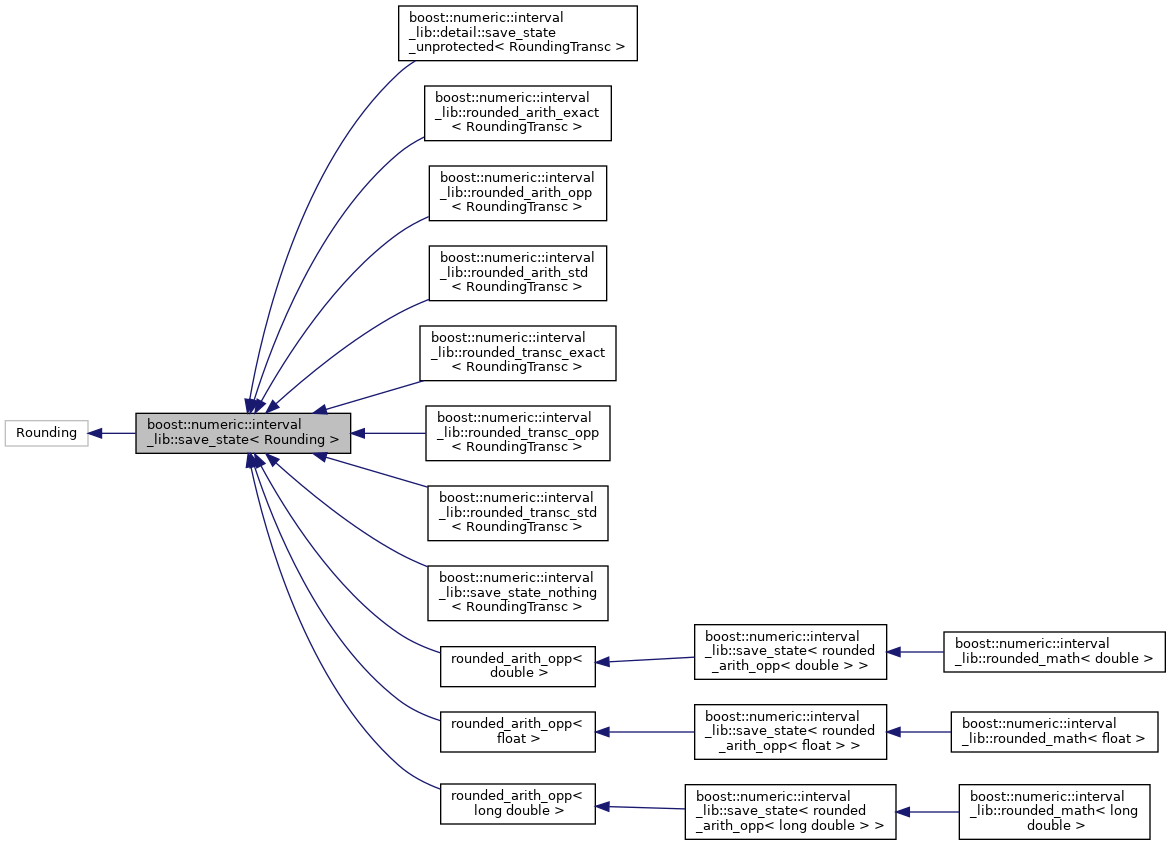 boost::numeric::interval
_lib::detail::save_state
_unprotected< RoundingTransc >
boost::numeric::interval
_lib::rounded_arith_exact
< RoundingTransc >
boost::numeric::interval
_lib::rounded_arith_opp
< RoundingTransc >
boost::numeric::interval
_lib::rounded_arith_std
< RoundingTransc >
boost::numeric::interval
_lib::rounded_transc_exact
< RoundingTransc >
Rounding
boost::numeric::interval
_lib::save_state< Rounding >
boost::numeric::interval
_lib::rounded_transc_opp
< RoundingTransc >
boost::numeric::interval
_lib::rounded_transc_std
< RoundingTransc >
boost::numeric::interval
_lib::save_state_nothing
< RoundingTransc >
rounded_arith_opp<
double >
boost::numeric::interval
_lib::save_state< rounded
_arith_opp< double > >
boost::numeric::interval
_lib::rounded_math< double >
rounded_arith_opp<
float >
boost::numeric::interval
_lib::save_state< rounded
_arith_opp< float > >
boost::numeric::interval
_lib::rounded_math< float >
rounded_arith_opp<
long double >
boost::numeric::interval
_lib::save_state< rounded
_arith_opp< long double > >
boost::numeric::interval
_lib::rounded_math< long
double >